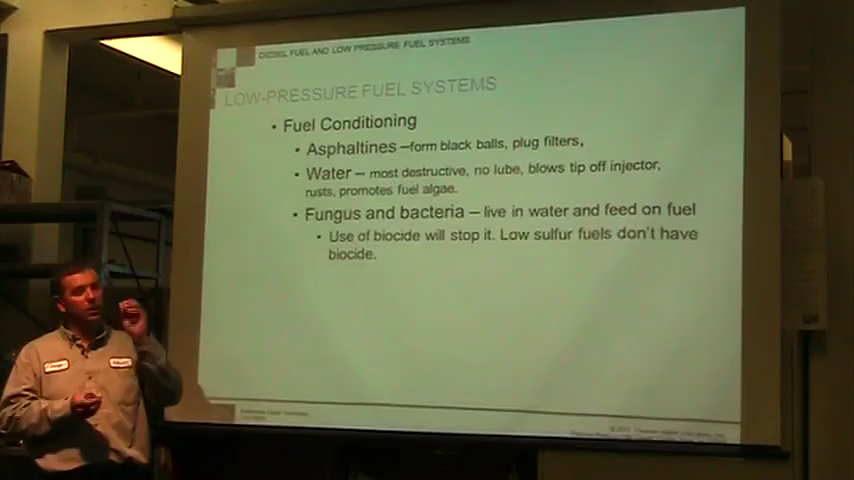 DIESEL FUEL AND LOW PRESSURE FUEL SYSTEMS
LOW-PRESSURE FUEL SYSTEMS
• Fuel Conditioning
• Asphaltines –form black balls, plug filters,
• Water – most destructive, no lube, blows tip off injector,
rusts, promotes fuel algae.
• Fungus and bacteria – live in water and feed on fuel
• Use of biocide will stop it. Low sulfur fuels don't have
biocide.